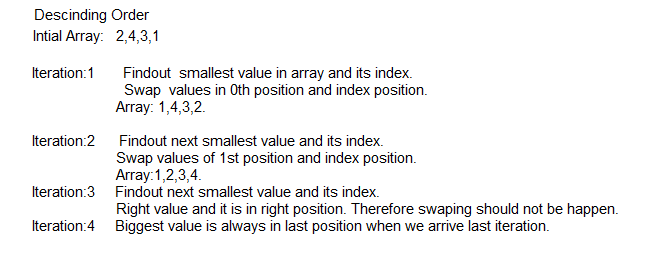 Descinding Order
Intial Array: 2,4,3,1
Iteration:1 Findout smallest value in array and its index.
Swap values in 0th position and index position.
Array: 1,4,3,2.
Iteration:2 Findout next smallest value and its index.
Swap values of 1st position and index position.
Array:1,2,3,4.
Iteration:3 Findout next smallest value and its index.
Right value and it is in right position. Therefore swaping should not be happen.
Iteration:4 Biggest value is always in last position when we arrive last iteration.